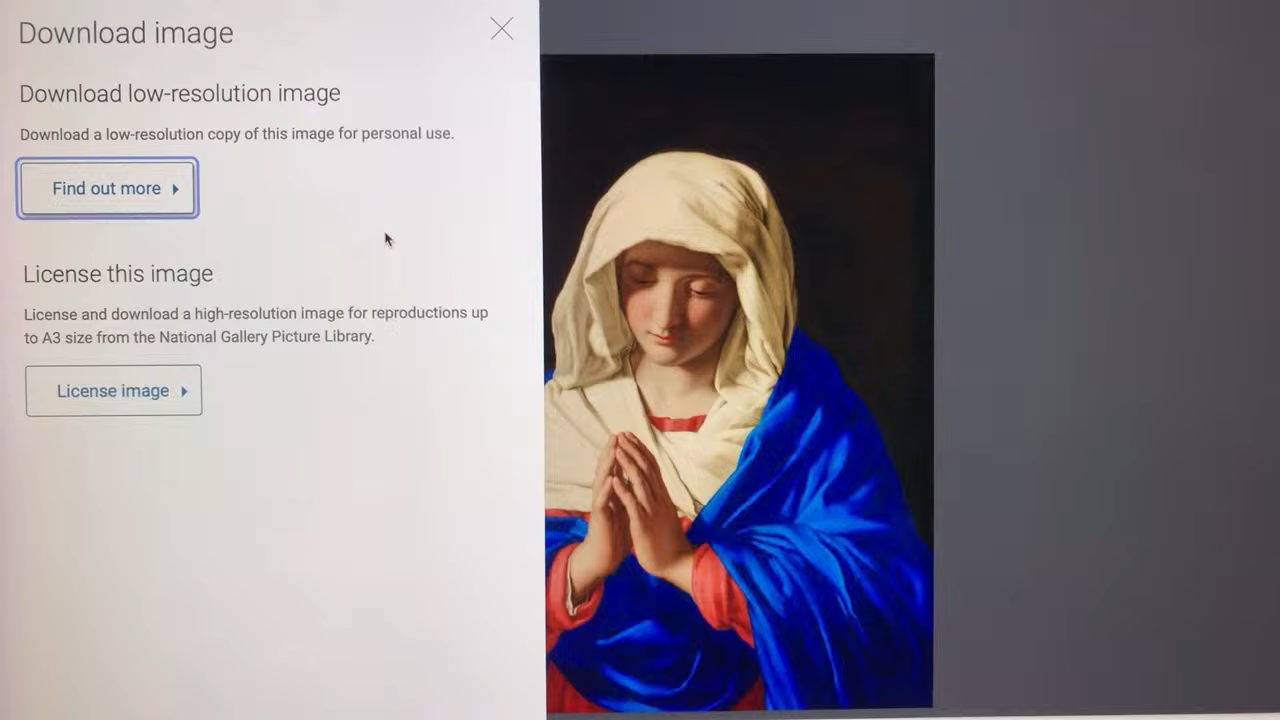 Download image
Download low-resolution image
Download a low-resolution copy of this image for personal use.
Find out more
License this image
License and download a high-resolution image for reproductions up
to A3 size from the National Gallery Picture Library.
License image